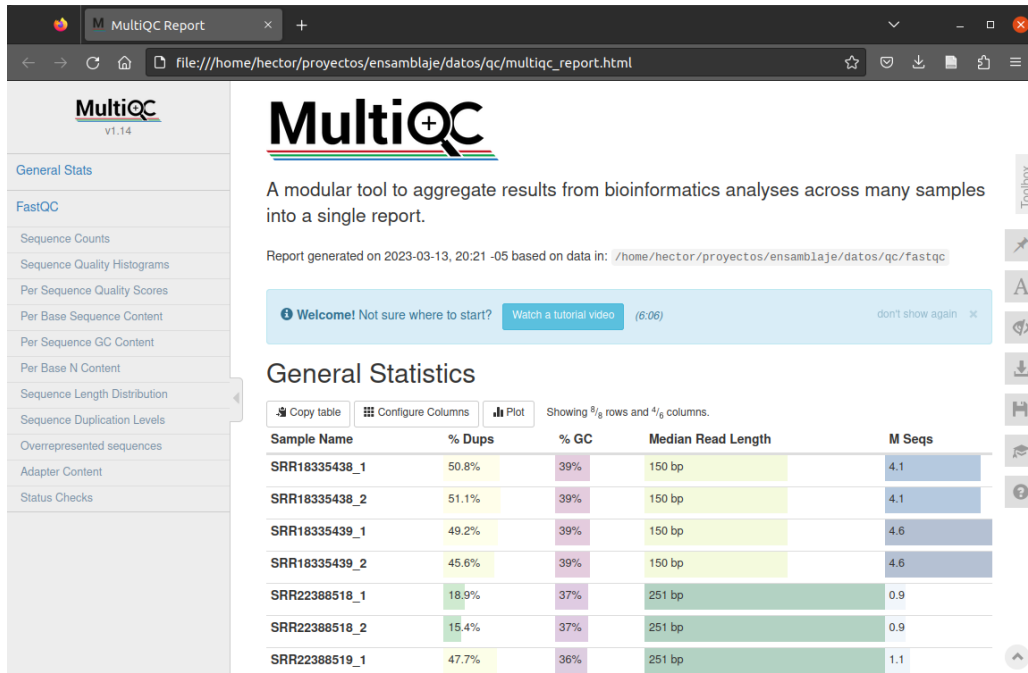 MultiQC Report
file:///home/hector/proyectos/ensamblaje/datos/qc/multiqc_report.html
MultiQC
v1.14
General Stats
FastQC
Sequence Counts
Sequence Quality Histograms
Per Sequence Quality Scores
Per Base Sequence Content
Per Sequence GC Content
Per Base N Content
Sequence Length Distribution
Sequence Duplication Levels
Overrepresented sequences
Adapter Content
Status Checks
MultiQC
A modular tool to aggregate results from bioinformatics analyses across many samples
into a single report.
Report generated on 2023-03-13, 20:21 -05 based on data in: /home/hector/proyectos/ensamblaje/datos/qc/fastqc
Welcome! Not sure where to start? Watch a tutorial video (6:06) don't show again
General Statistics
Copy table Configure Columns Plot Showing 8/8 rows and 4/6 columns.
Sample Name % Dups % GC Median Read Length M Seqs
SRR18335438_1 50.8% 39% 150 bp 4.1
SRR18335438_2 51.1% 39% 150 bp 4.1
SRR18335439_1 49.2% 39% 150 bp 4.6
SRR18335439_2 45.6% 39% 150 bp 4.6
SRR22388518_1 18.9% 37% 251 bp 0.9
SRR22388518_2 15.4% 37% 251 bp 0.9
SRR22388519_1 47.7% 36% 251 bp 1.1
Toolbox
A